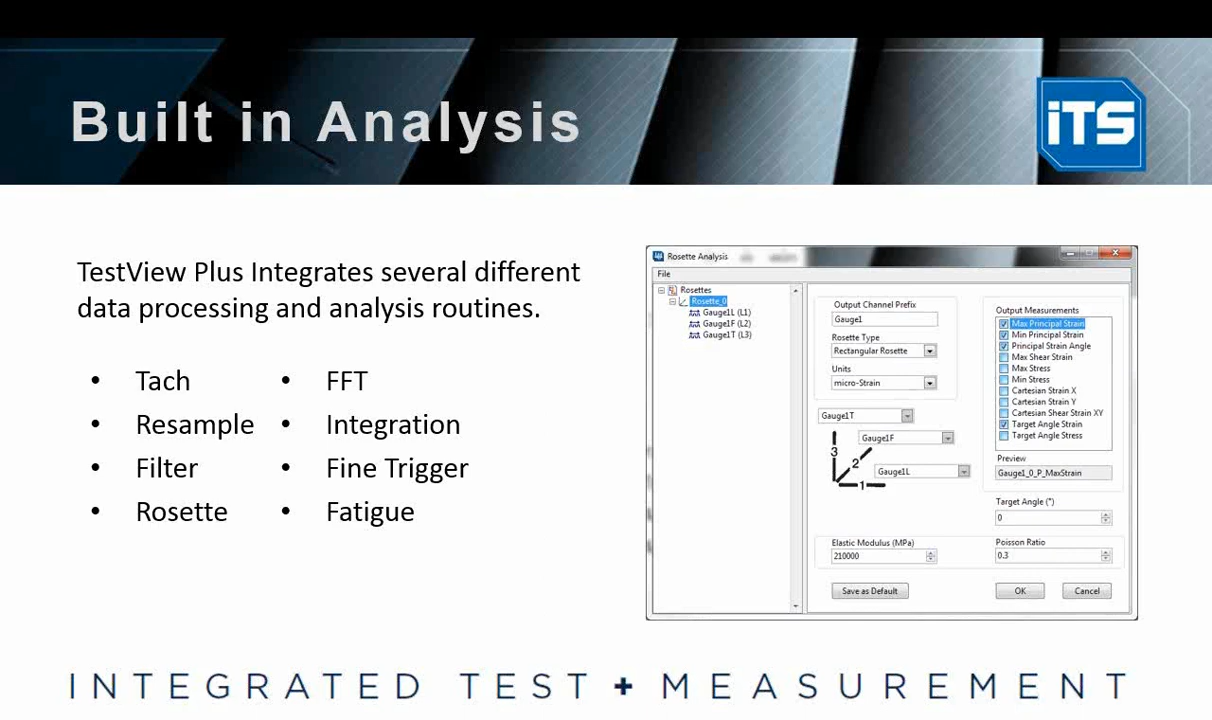 Built in Analysis
iTS
TestView Plus Integrates several different
data processing and analysis routines.
• Tach
• Resample
• Filter
• Rosette
• FFT
• Integration
• Fine Trigger
• Fatigue
Rosette Analysis
File
Rosettes
Rosette_0
Gauge1L (L1)
Gauge1F (L2)
Gauge1T (L3)
Output Channel Prefix
Gauge1
Rosette Type
Rectangular Rosette
Units
micro-Strain
Gauge1T
Gauge1F
Gauge1L
3
2
1
Output Measurements
Max Principal Strain
Min Principal Strain
Principal Strain Angle
Max Shear Strain
Max Stress
Min Stress
Cartesian Strain X
Cartesian Strain Y
Cartesian Shear Strain XY
Target Angle Strain
Target Angle Stress
Preview
Gauge1_0_P_MaxStrain
Target Angle (°)
0
Elastic Modulus (MPa)
210000
Poisson Ratio
0.3
Save as Default
OK
Cancel
INTEGRATED TEST + MEASUREMENT